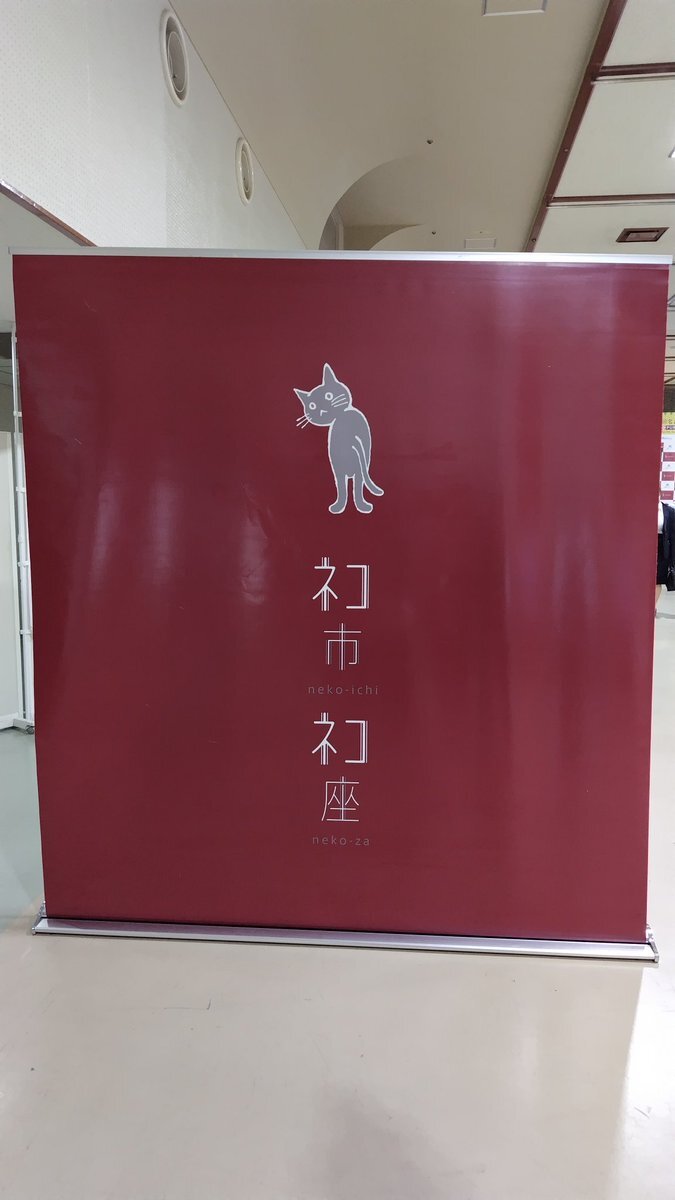 ネコ
市
neko-ichi
ネコ
座
neko-za